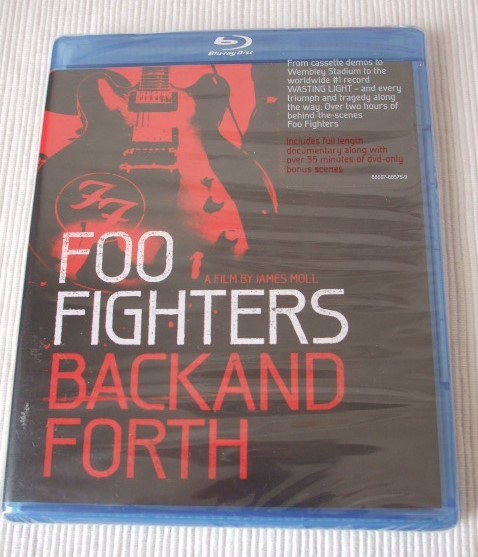 Blu-ray Disc
From cassette demos to
Wembley Stadium to the
worldwide #1 record
WASTING LIGHT - and every
triumph and tragedy along
the way. Over two hours of
behind-the-scenes
Foo Fighters
Includes full length
documentary along with
over 35 minutes of dvd-only
bonus scenes
FF
FOO
A FILM BY JAMES MOLL
FIGHTERS
BACKAND
FORTH